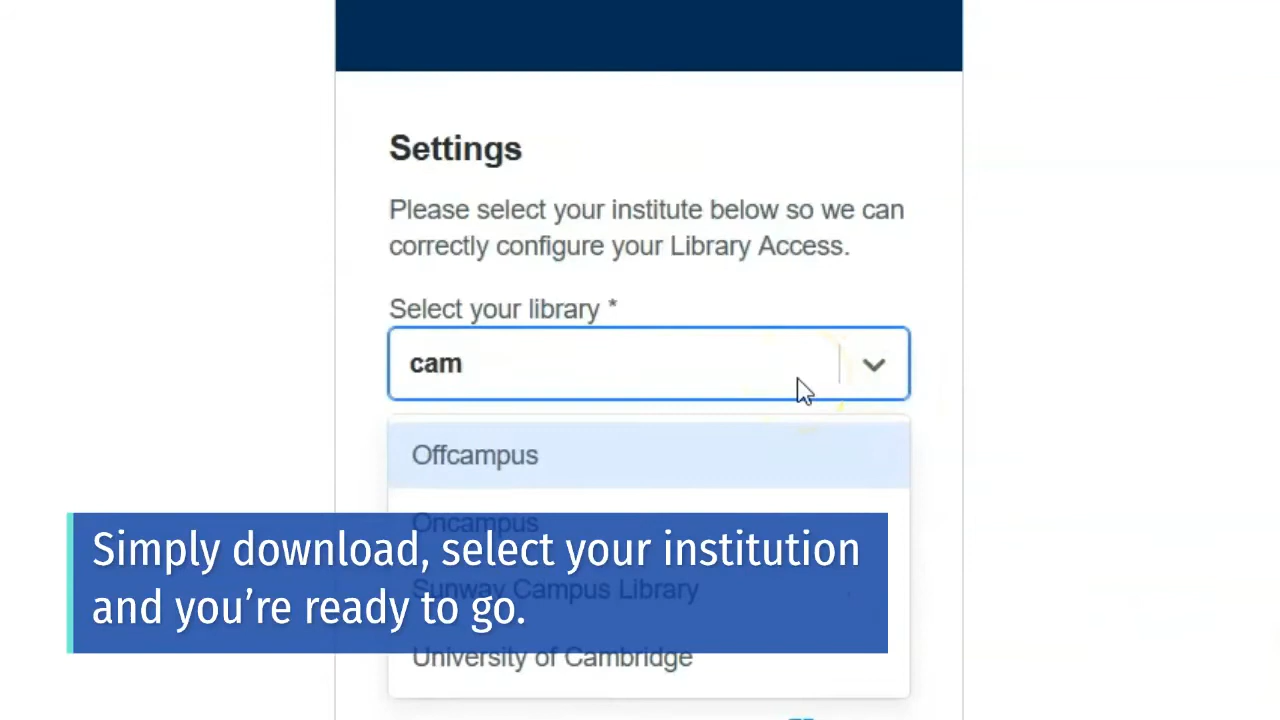 Settings
Please select your institute below so we can
correctly configure your Library Access.
Select your library *
cam
Offcampus
Oncampus
Simply download, select your institution
Sunway Campus Library
and you're ready to go.
University of Cambridge